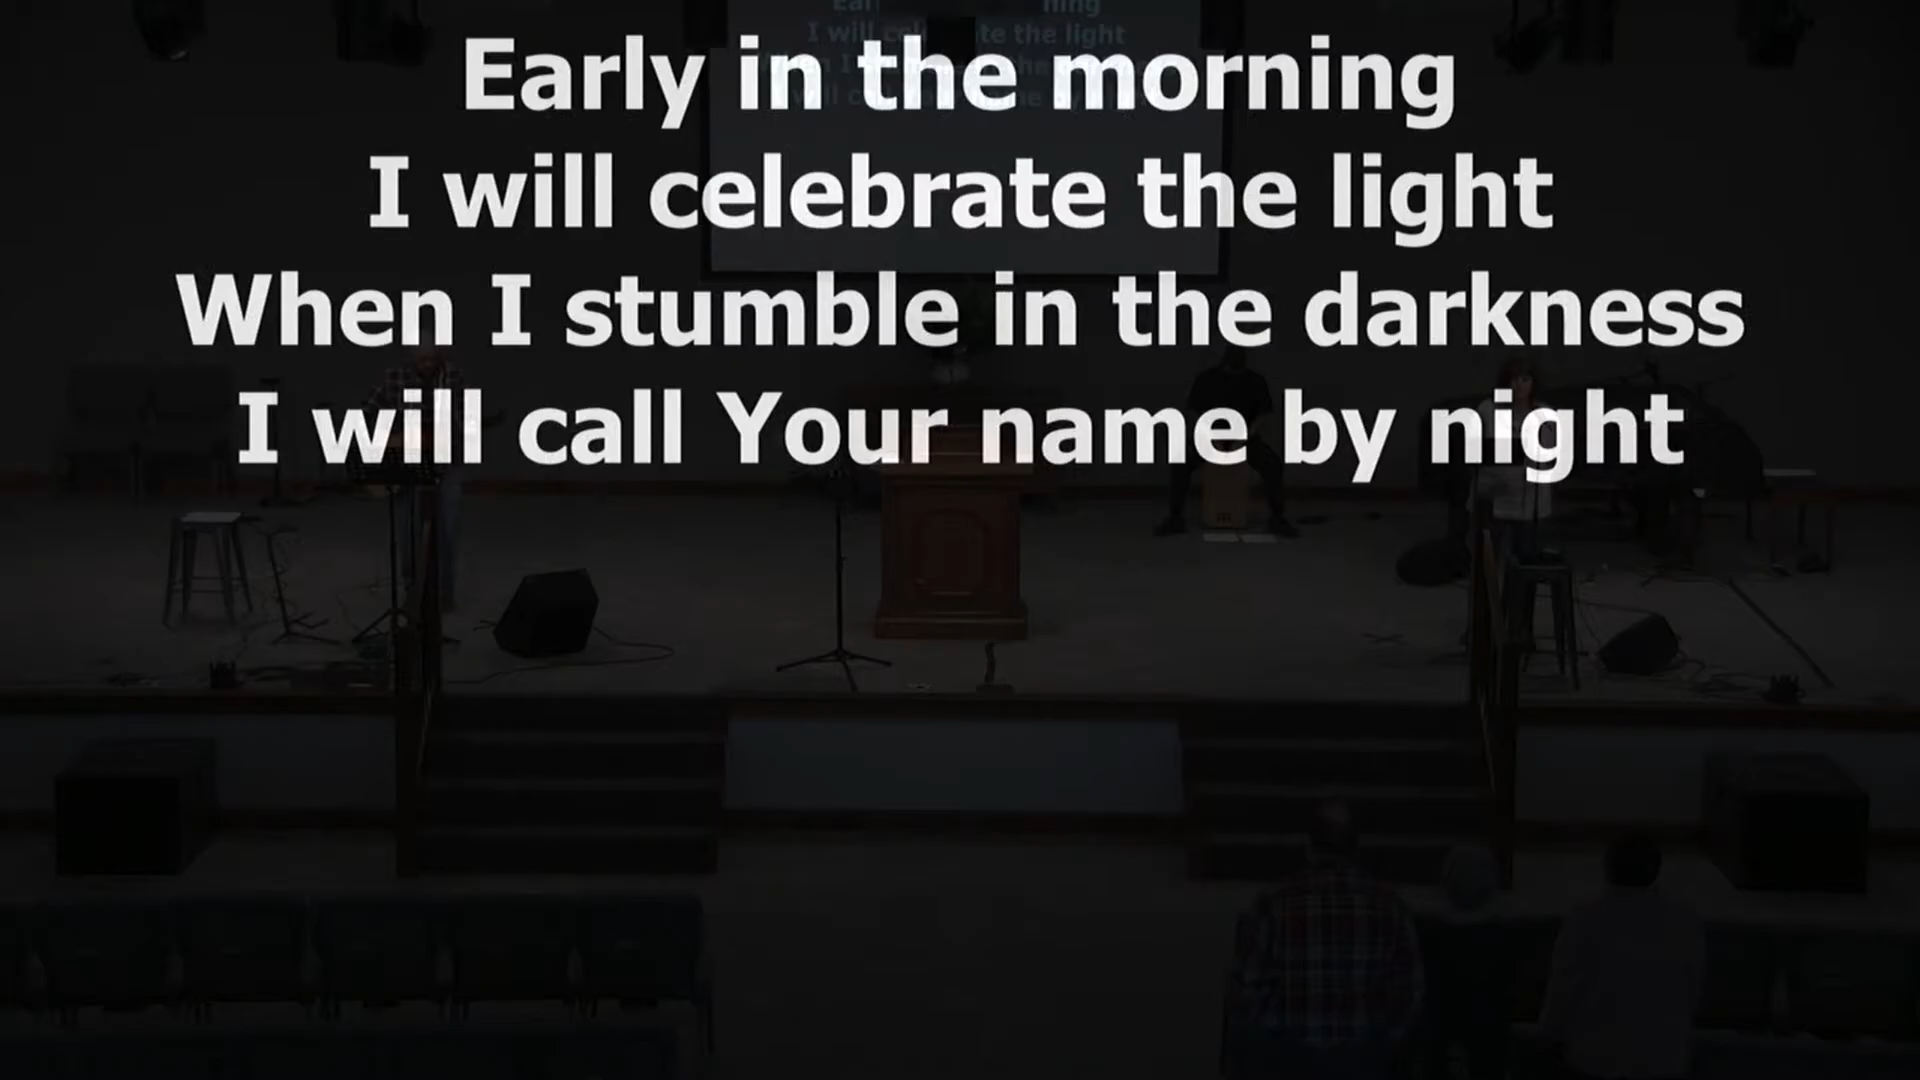 Early in the morning
I will celebrate the light
When I stumble in the darkness
I will call Your name by night